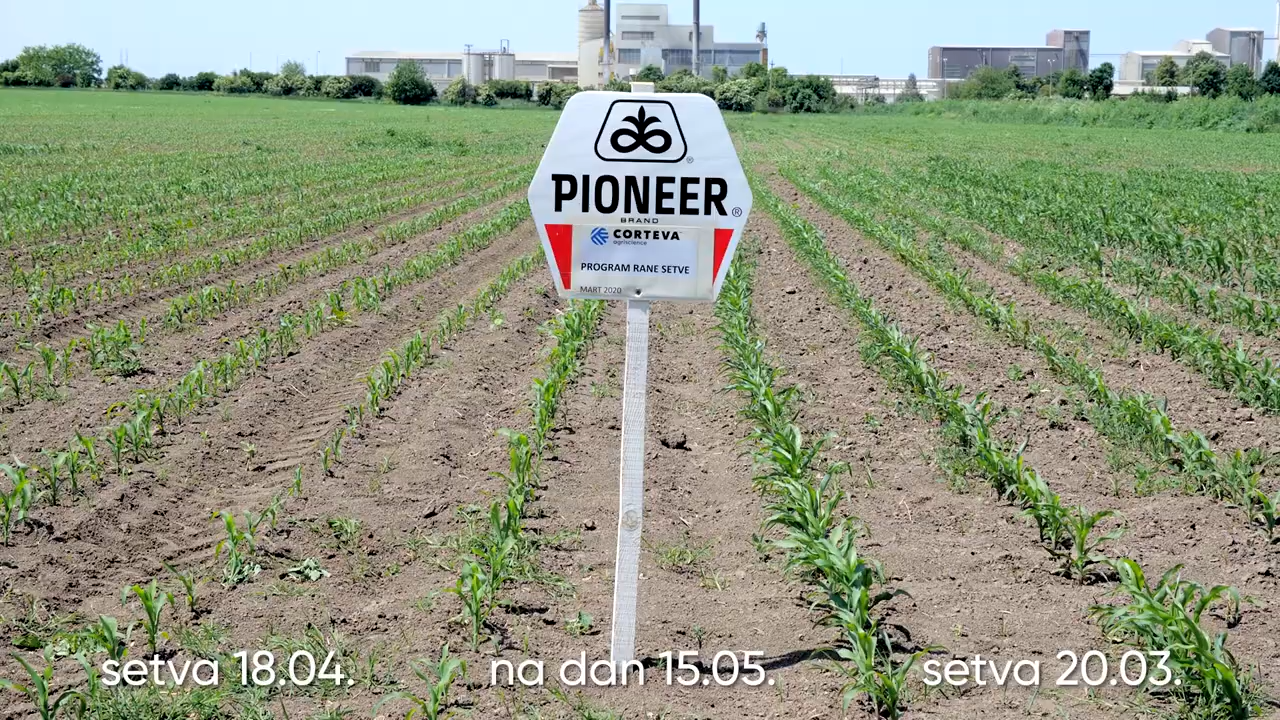 PIONEER®
BRAND
CORTEVA
agriscience
PROGRAM RANE SETVE
MART 2020
setva 18.04.
na dan 15.05.
setva 20.03.